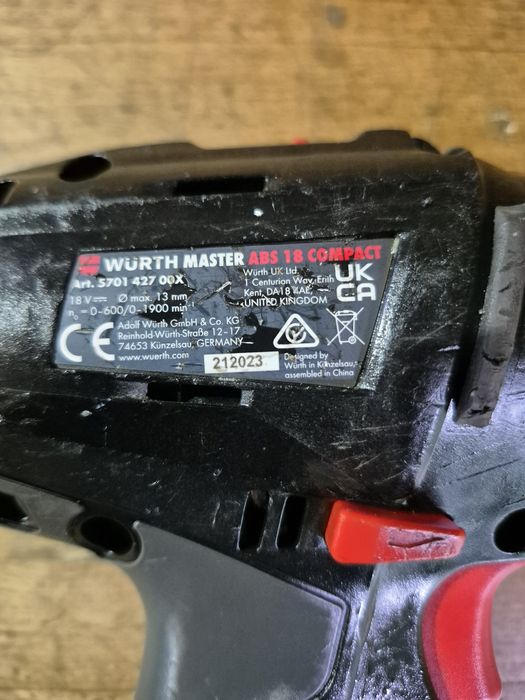 WÜRTH MASTER ABS 18 COMPACT
Art. 5701 427 00X
18 V Ø max. 13 mm
n₀ = 0-600/0-1900 min⁻¹
Würth UK Ltd.
1 Centurion Way, Erith
Kent, DA18 4AE,
UNITED KINGDOM
UK
CA
CE
Adolf Würth GmbH & Co. KG
Reinhold-Würth-Straße 12 - 17
74653 Künzelsau, GERMANY
www.wuerth.com
212023
Designed by
Würth in Künzelsau,
assembled in China